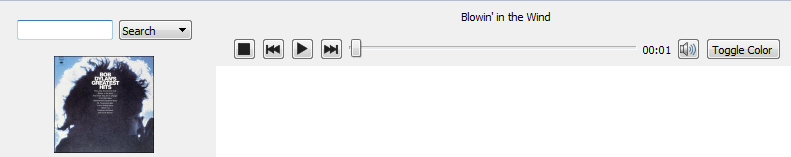 Blowin' in the Wind
Search
00:01
Toggle Color
BOB
DYLAN'S
GREATEST
HITS